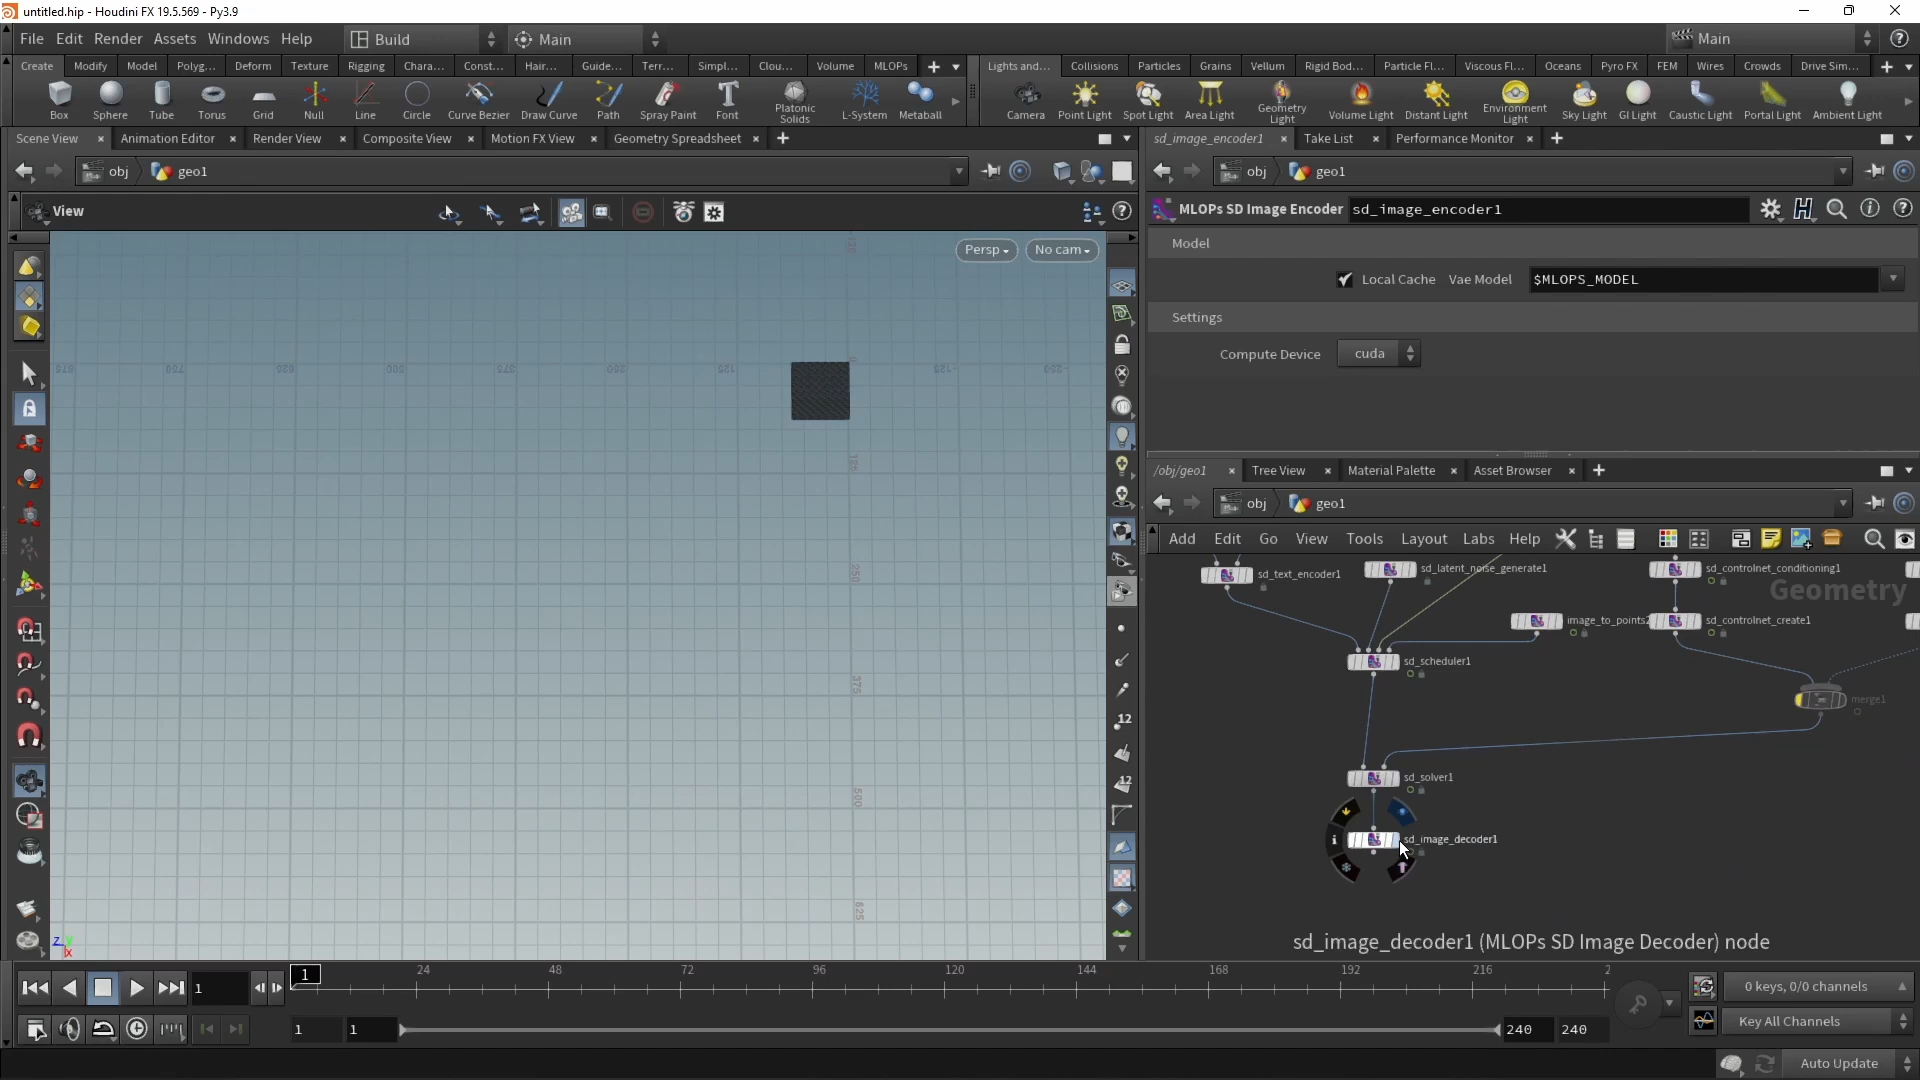 untitled.hip - Houdini FX 19.5.569 - Py3.9
File Edit Render Assets Windows Help Build Main Main
Create Modify Model Polyg... Deform Texture Rigging Chara... Const... Hair... Guide... Terr... Simpl... Clou... Volume MLOPs
Lights and... Collisions Particles Grains Vellum Rigid Bod... Particle Fl... Viscous Fl... Oceans Pyro FX FEM Wires Crowds Drive Sim...
Box Sphere Tube Torus Grid Null Line Circle Curve Bezier Draw Curve Path Spray Paint Font Platonic Solids L-System Metaball
Camera Point Light Spot Light Area Light Geometry Light Volume Light Distant Light Environment Light Sky Light GI Light Caustic Light Portal Light Ambient Light
Scene View Animation Editor Render View Composite View Motion FX View Geometry Spreadsheet
sd_image_encoder1 Take List Performance Monitor
obj geo1
obj geo1
View
MLOPs SD Image Encoder sd_image_encoder1
Persp No cam
Model
Local Cache Vae Model $MLOPS_MODEL
Settings
Compute Device cuda
/obj/geo1 Tree View Material Palette Asset Browser
obj geo1
Add Edit Go View Tools Layout Labs Help
sd_text_encoder1
sd_latent_noise_generate1
sd_controlnet_conditioning1
Geometry
image_to_points2
sd_controlnet_create1
sd_scheduler1
merge1
sd_solver1
sd_image_decoder1
sd_image_decoder1 (MLOPs SD Image Decoder) node
375
250
500
625
12
12
z y
x
1
1 24 48 72 96 120 144 168 192 216 2
0 keys, 0/0 channels
1 1 240 240
Key All Channels
Auto Update